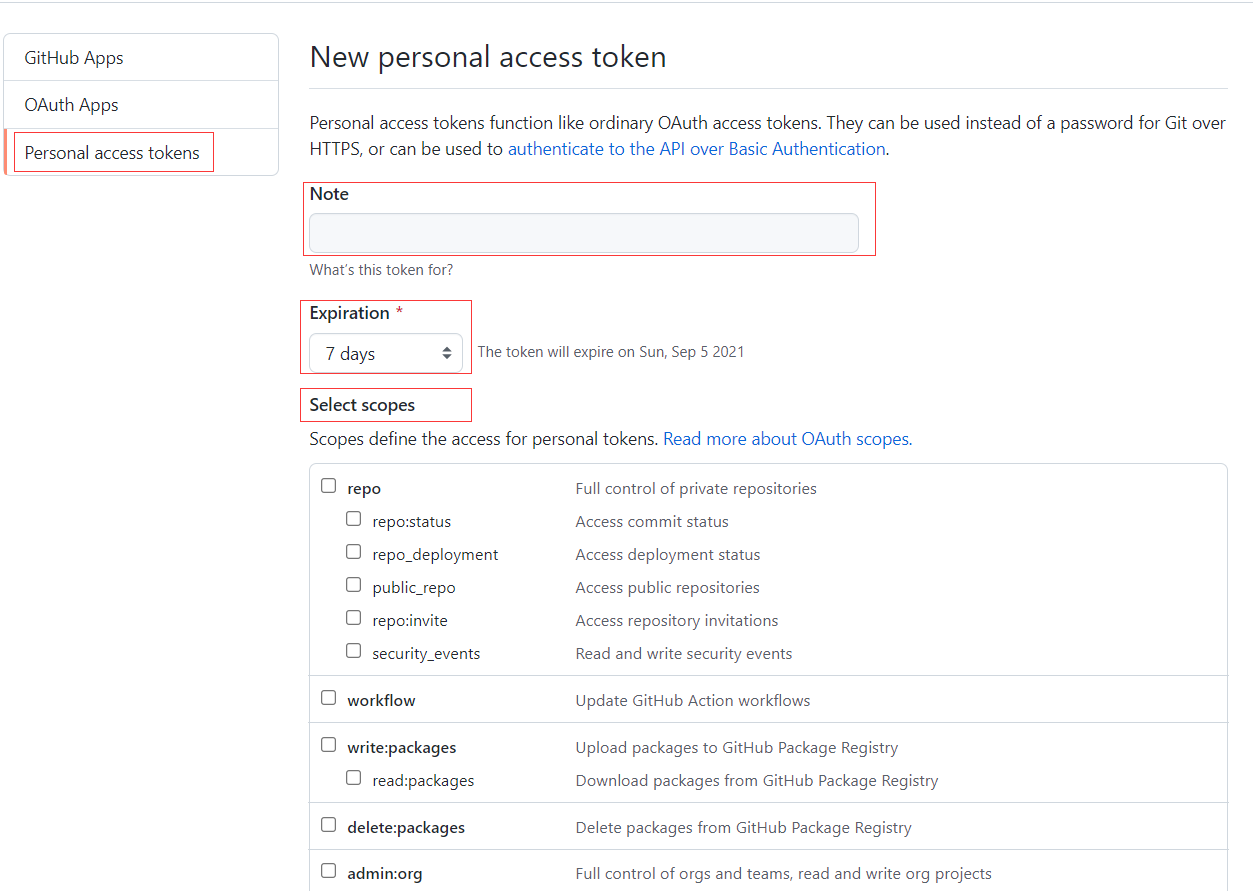 GitHub Apps
OAuth Apps
Personal access tokens
New personal access token
Personal access tokens function like ordinary OAuth access tokens. They can be used instead of a password for Git over
HTTPS, or can be used to authenticate to the API over Basic Authentication.
Note
What's this token for?
Expiration *
7 days
The token will expire on Sun, Sep 5 2021
Select scopes
Scopes define the access for personal tokens. Read more about OAuth scopes.
repo Full control of private repositories
repo:status Access commit status
repo_deployment Access deployment status
public_repo Access public repositories
repo:invite Access repository invitations
security_events Read and write security events
workflow Update GitHub Action workflows
write:packages Upload packages to GitHub Package Registry
read:packages Download packages from GitHub Package Registry
delete:packages Delete packages from GitHub Package Registry
admin:org Full control of orgs and teams, read and write org projects